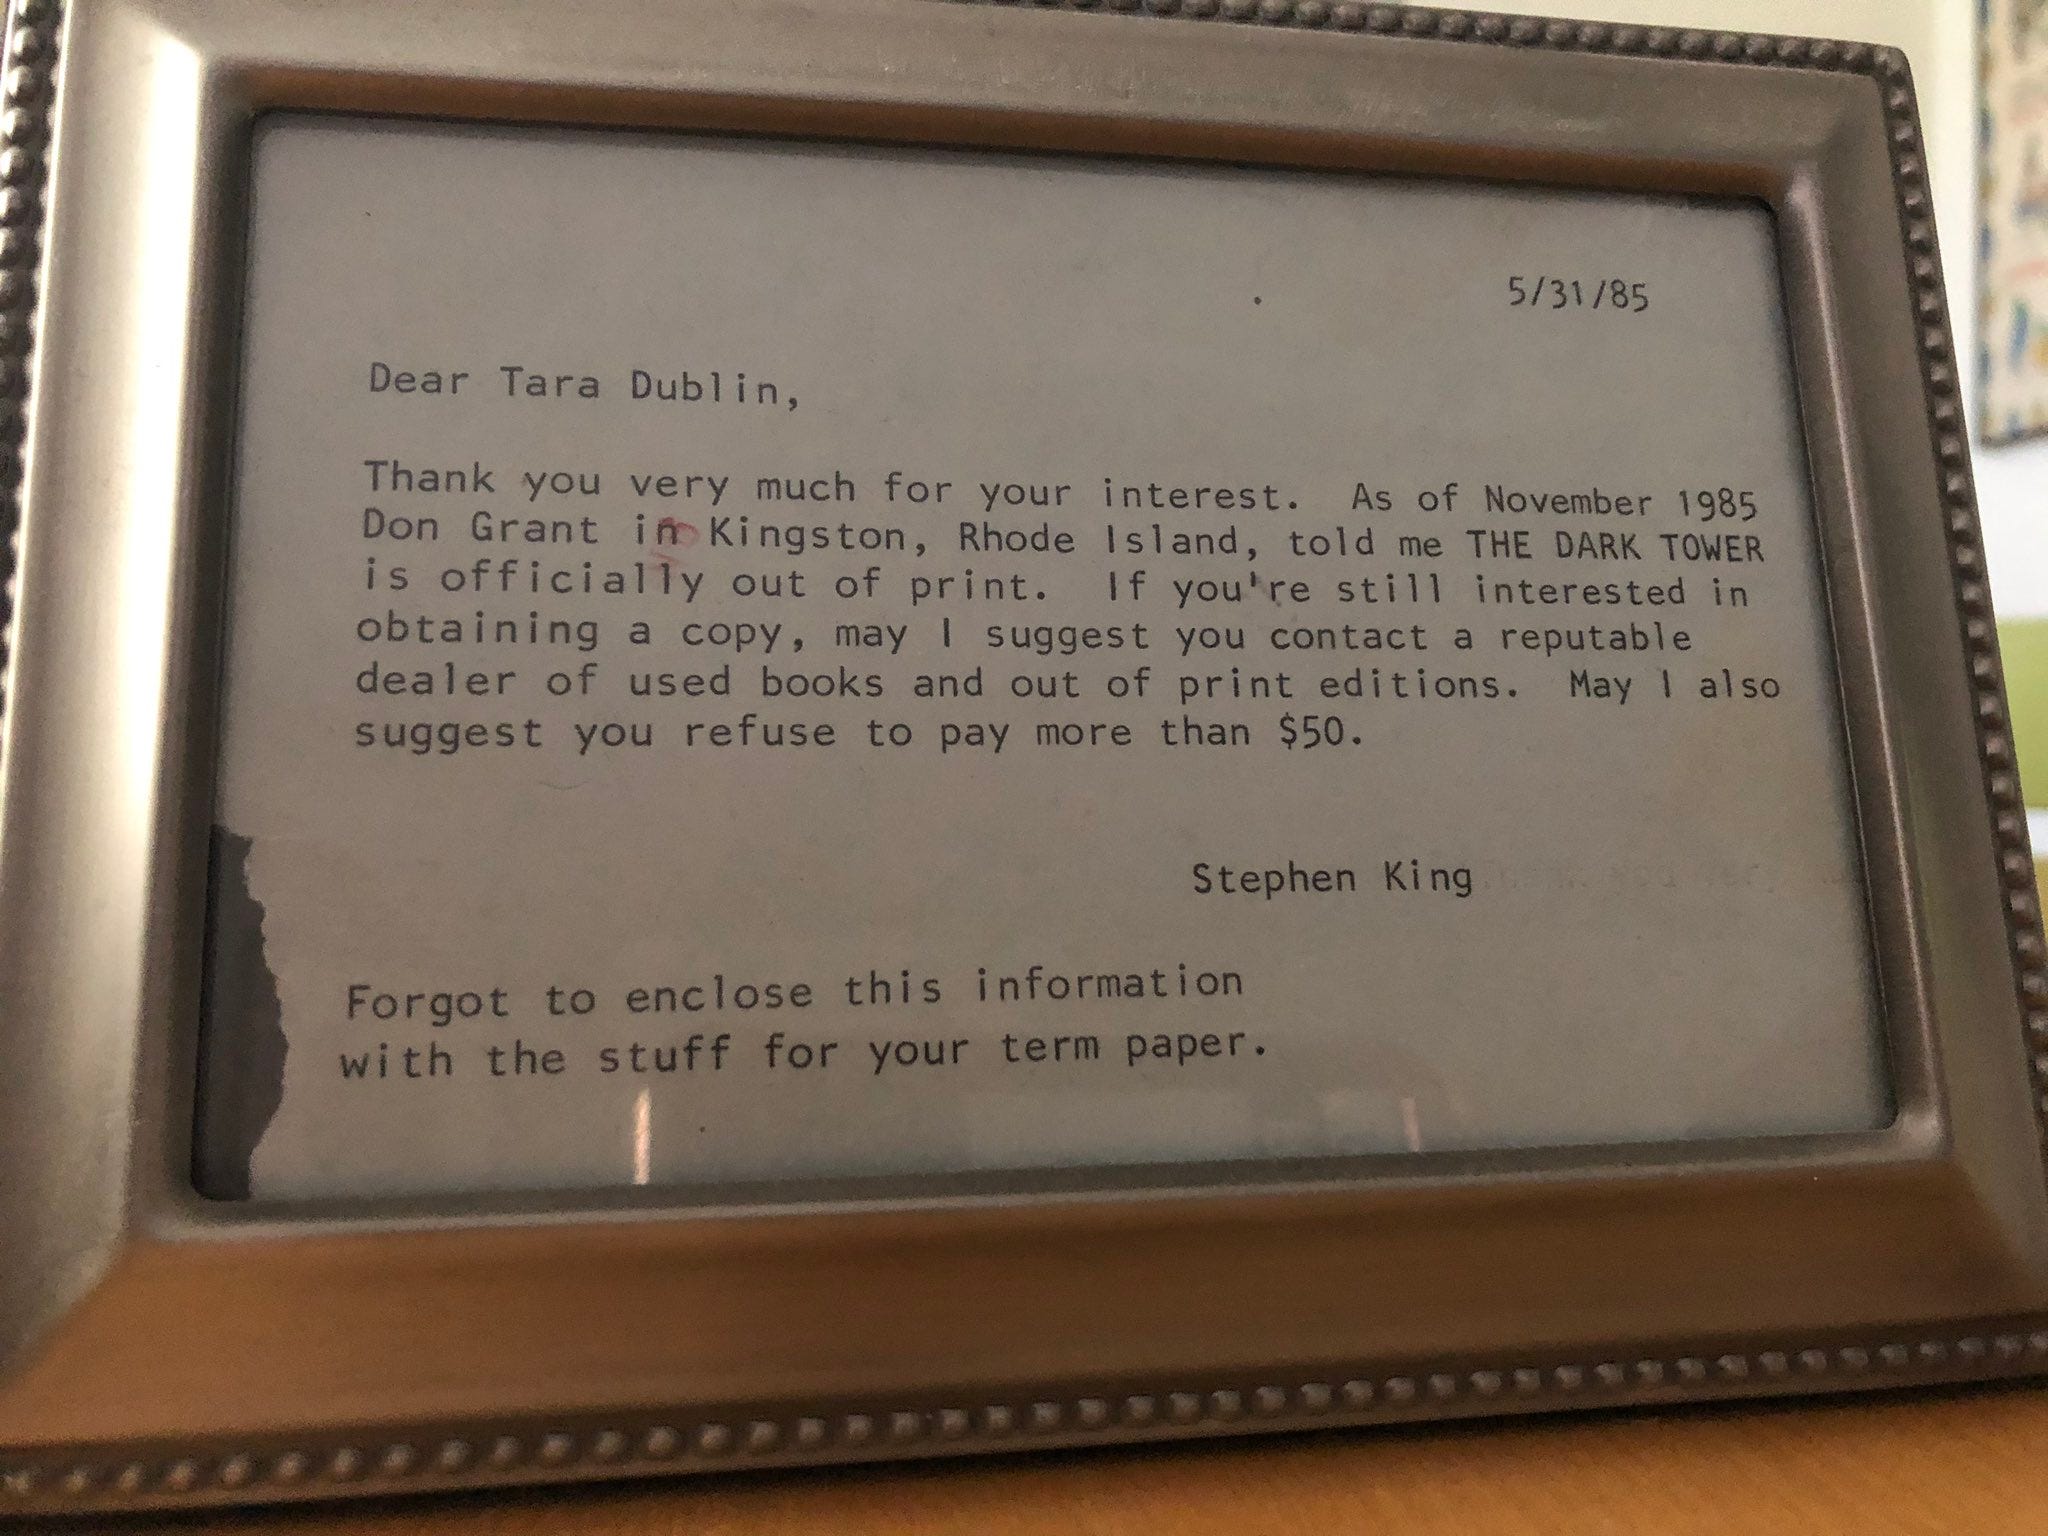 5/31/85
Dear Tara Dublin,
Thank you very much for your interest. As of November 1985
Don Grant in Kingston, Rhode Island, told me THE DARK TOWER
is officially out of print. If you're still interested in
obtaining a copy, may I suggest you contact a reputable
dealer of used books and out of print editions. May I also
suggest you refuse to pay more than $50.
Stephen King
Forgot to enclose this information
with the stuff for your term paper.